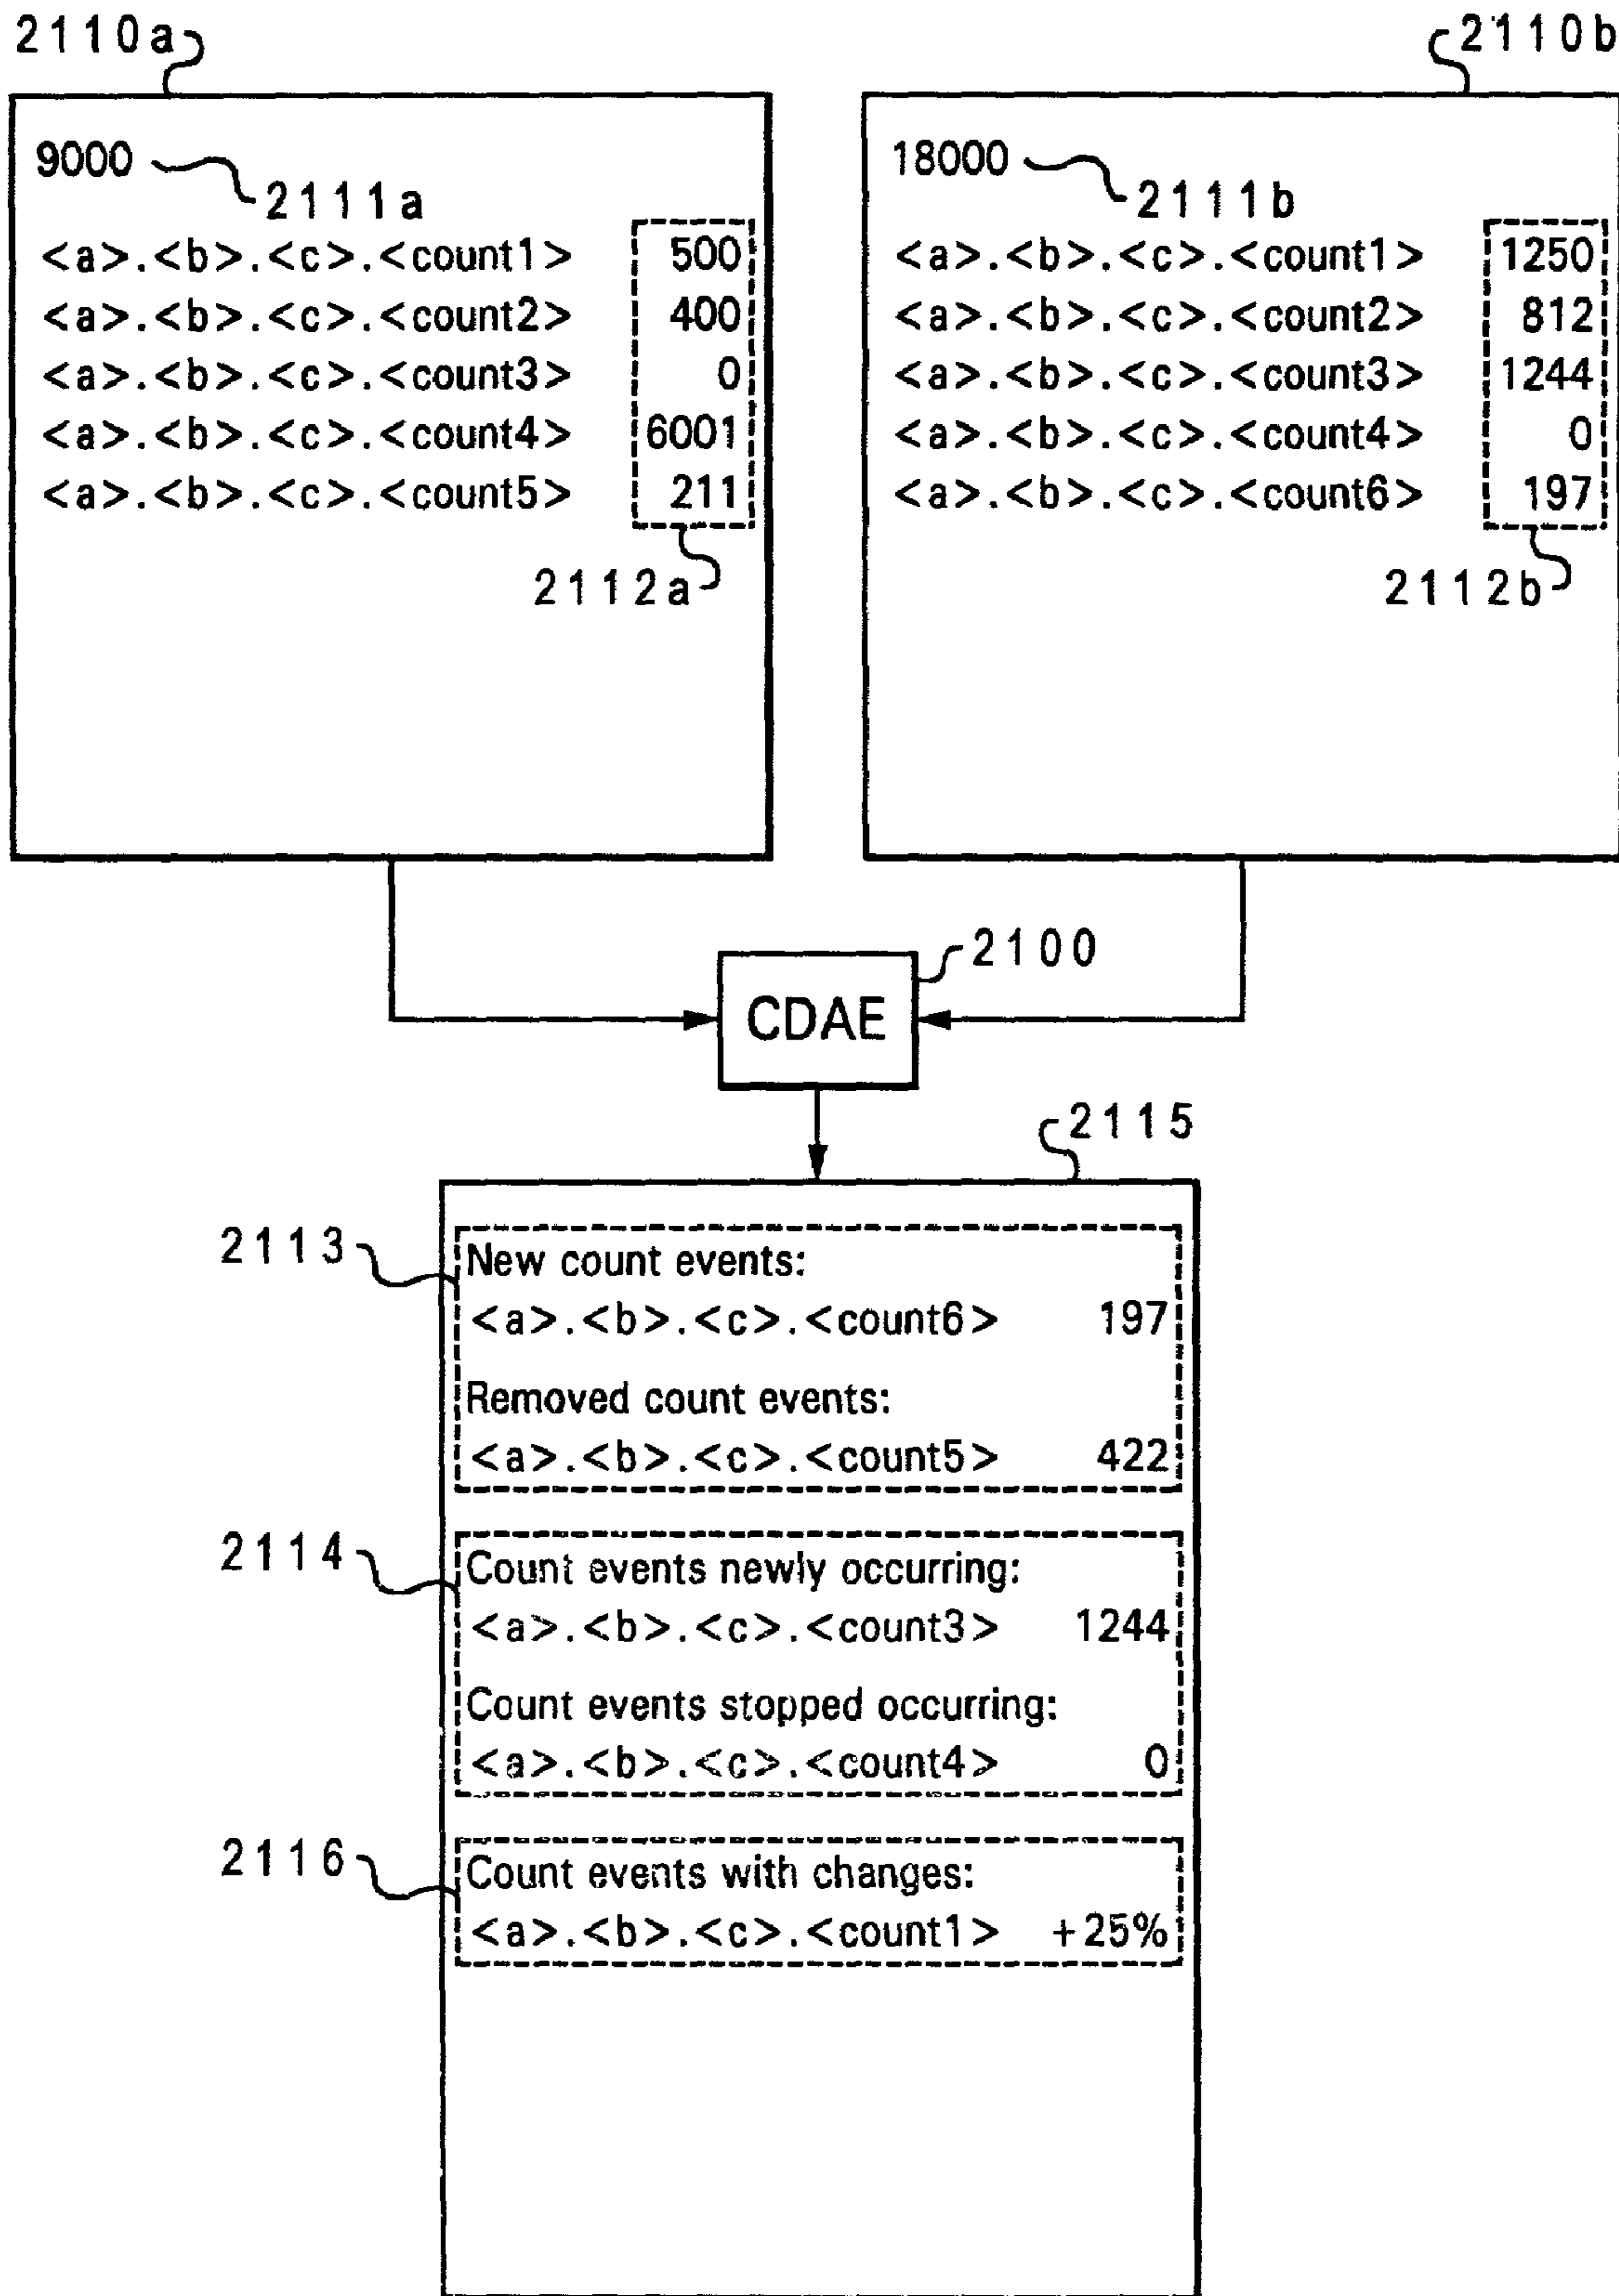 2110a
2110b
9000
2111a
<a>.<b>.<c>.<count1> 500
<a>.<b>.<c>.<count2> 400
<a>.<b>.<c>.<count3> 0
<a>.<b>.<c>.<count4> 6001
<a>.<b>.<c>.<count5> 211
2112a
18000
2111b
<a>.<b>.<c>.<count1> 1250
<a>.<b>.<c>.<count2> 812
<a>.<b>.<c>.<count3> 1244
<a>.<b>.<c>.<count4> 0
<a>.<b>.<c>.<count6> 197
2112b
2100
CDAE
2115
2113
New count events:
<a>.<b>.<c>.<count6> 197
Removed count events:
<a>.<b>.<c>.<count5> 422
2114
Count events newly occurring:
<a>.<b>.<c>.<count3> 1244
Count events stopped occurring:
<a>.<b>.<c>.<count4> 0
2116
Count events with changes:
<a>.<b>.<c>.<count1> +25%